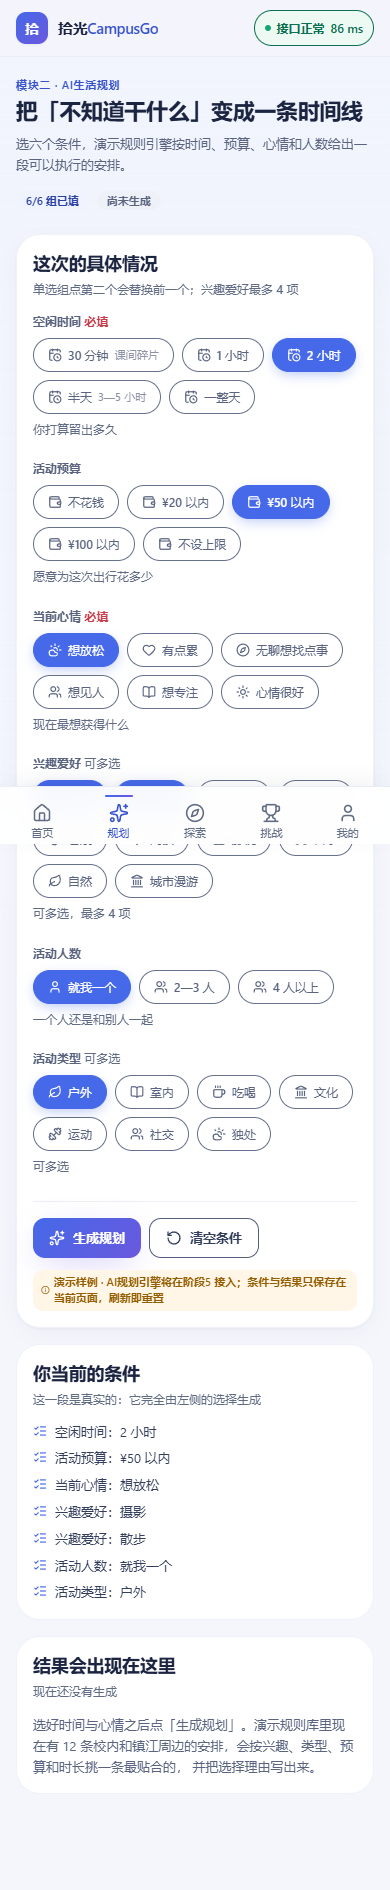 拾 拾光CampusGo 接口正常 86 ms
模块二 · AI生活规划
把「不知道干什么」变成一条时间线
选六个条件，演示规则引擎按时间、预算、心情和人数给出一
段可以执行的安排。
6/6 组已填 尚未生成
这次的具体情况
单选组点第二个会替换前一个；兴趣爱好最多 4 项
空闲时间 必填
30 分钟 课间碎片 1 小时 2 小时
半天 3—5 小时 一整天
你打算留出多久
活动预算
不花钱 ¥20 以内 ¥50 以内
¥100 以内 不设上限
愿意为这次出行花多少
当前心情 必填
想放松 有点累 无聊想找点事
想见人 想专注 心情很好
现在最想获得什么
兴趣爱好 可多选
首页 规划 探索 挑战 我的
自然 城市漫游
可多选，最多 4 项
活动人数
就我一个 2—3 人 4 人以上
一个人还是和别人一起
活动类型 可多选
户外 室内 吃喝 文化
运动 社交 独处
可多选
生成规划 清空条件
演示样例 · AI规划引擎将在阶段5 接入；条件与结果只保存在
当前页面，刷新即重置
你当前的条件
这一段是真实的：它完全由左侧的选择生成
空闲时间：2 小时
活动预算：¥50 以内
当前心情：想放松
兴趣爱好：摄影
兴趣爱好：散步
活动人数：就我一个
活动类型：户外
结果会出现在这里
现在还没有生成
选好时间与心情之后点「生成规划」。演示规则库里现
在有 12 条校内和镇江周边的安排，会按兴趣、类型、预
算和时长挑一条最贴合的， 并把选择理由写出来。